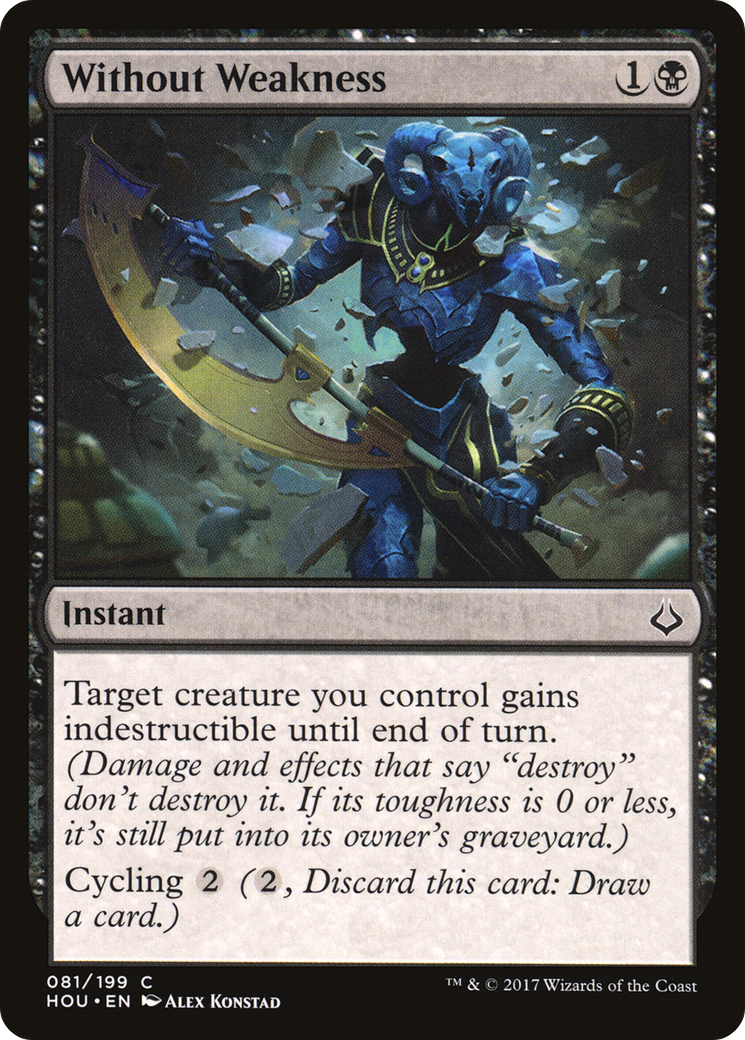 Without Weakness 1
Instant
Target creature you control gains
indestructible until end of turn.
(Damage and effects that say “destroy”
don’t destroy it. If its toughness is 0 or less,
it’s still put into its owner’s graveyard.)
Cycling 2 (2, Discard this card: Draw
a card.)
081/199 C
HOU • EN Alex Konstad
™ & © 2017 Wizards of the Coast